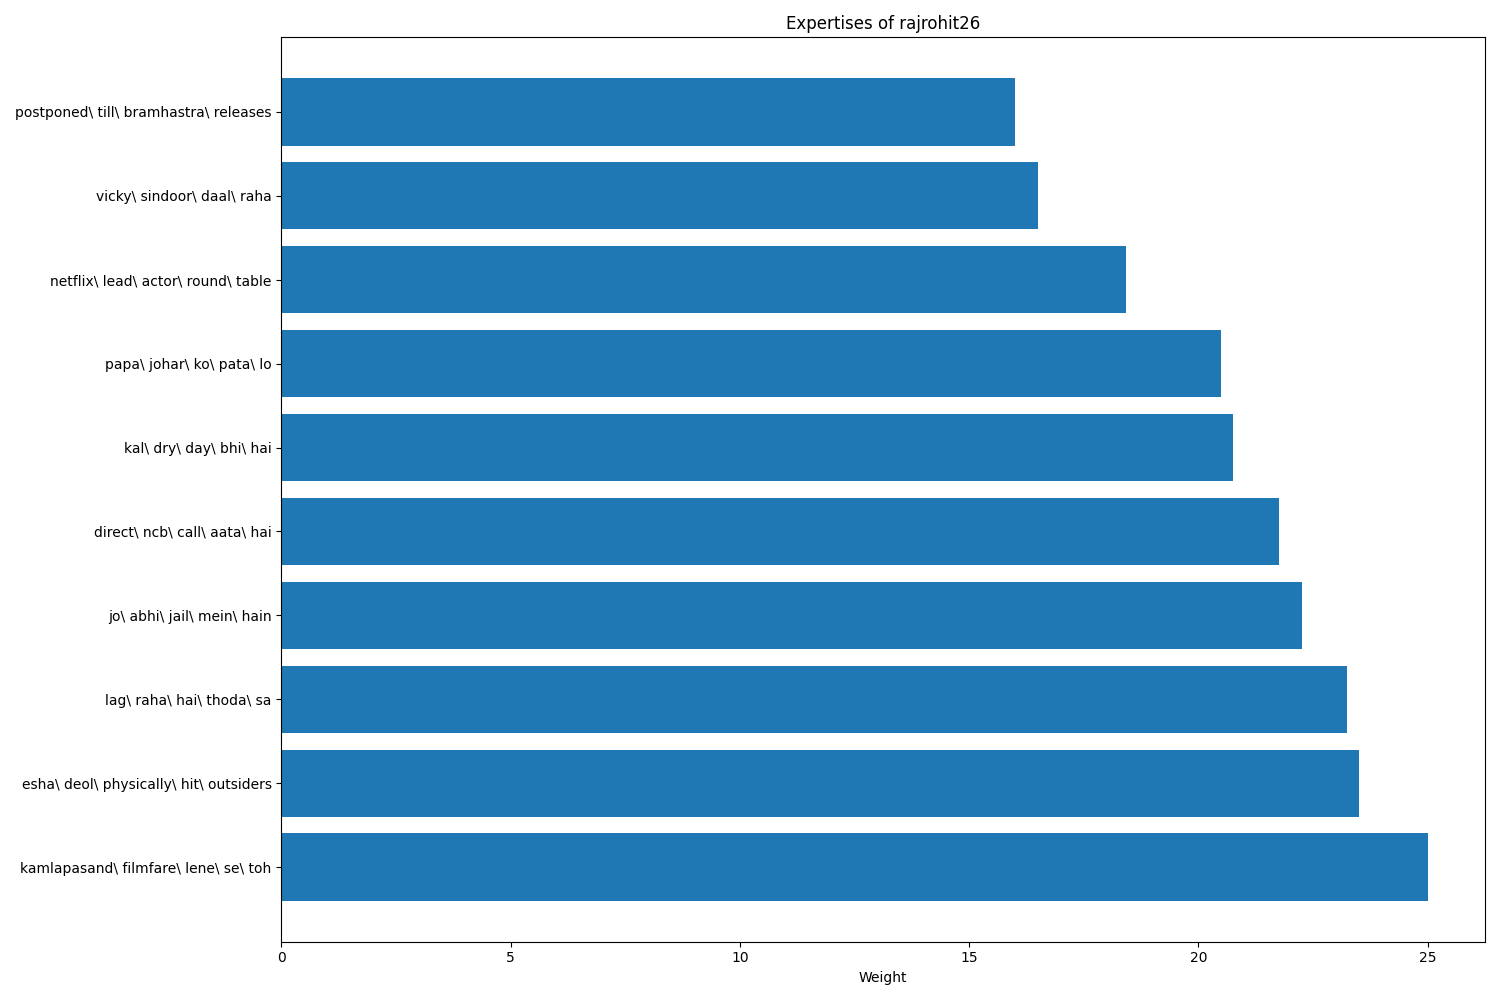 Expertises of rajrohit26
postponed\ till\ bramhastra\ releases
vicky\ sindoor\ daal\ raha
netflix\ lead\ actor\ round\ table
papa\ johar\ ko\ pata\ lo
kal\ dry\ day\ bhi\ hai
direct\ ncb\ call\ aata\ hai
jo\ abhi\ jail\ mein\ hain
lag\ raha\ hai\ thoda\ sa
esha\ deol\ physically\ hit\ outsiders
kamlapasand\ filmfare\ lene\ se\ toh
0 5 10 15 20 25
Weight